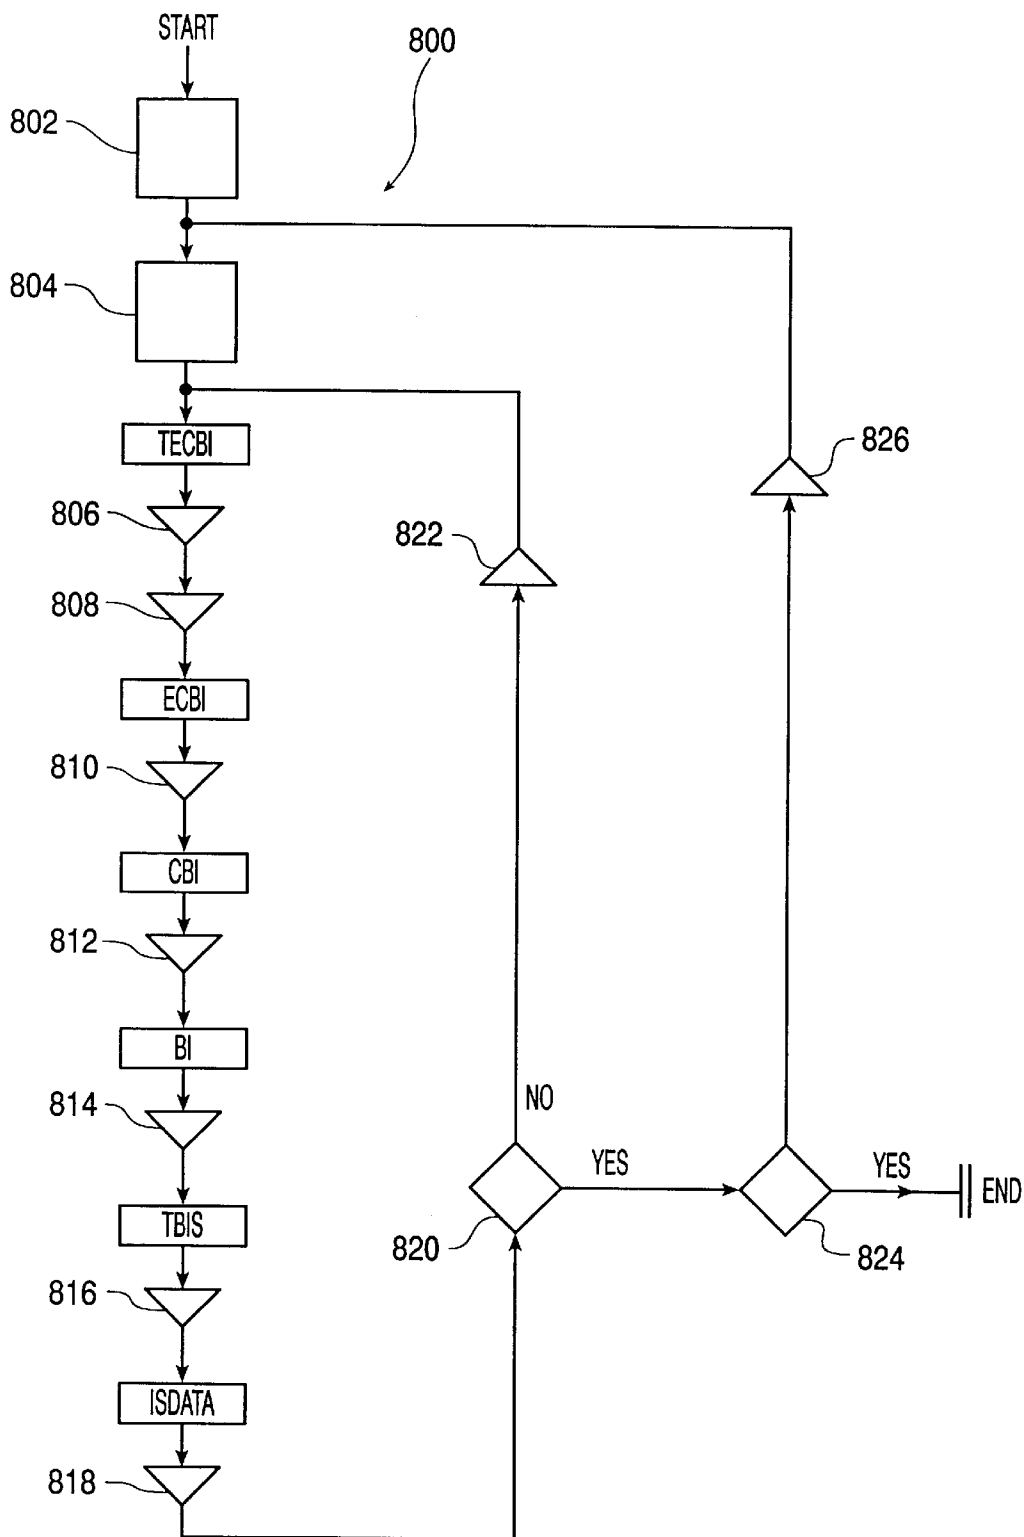 START
800
802
804
TECBI
826
806
822
808
ECBI
810
CBI
812
BI
814
NO
YES
YES
END
TBIS
820
824
816
ISDATA
818